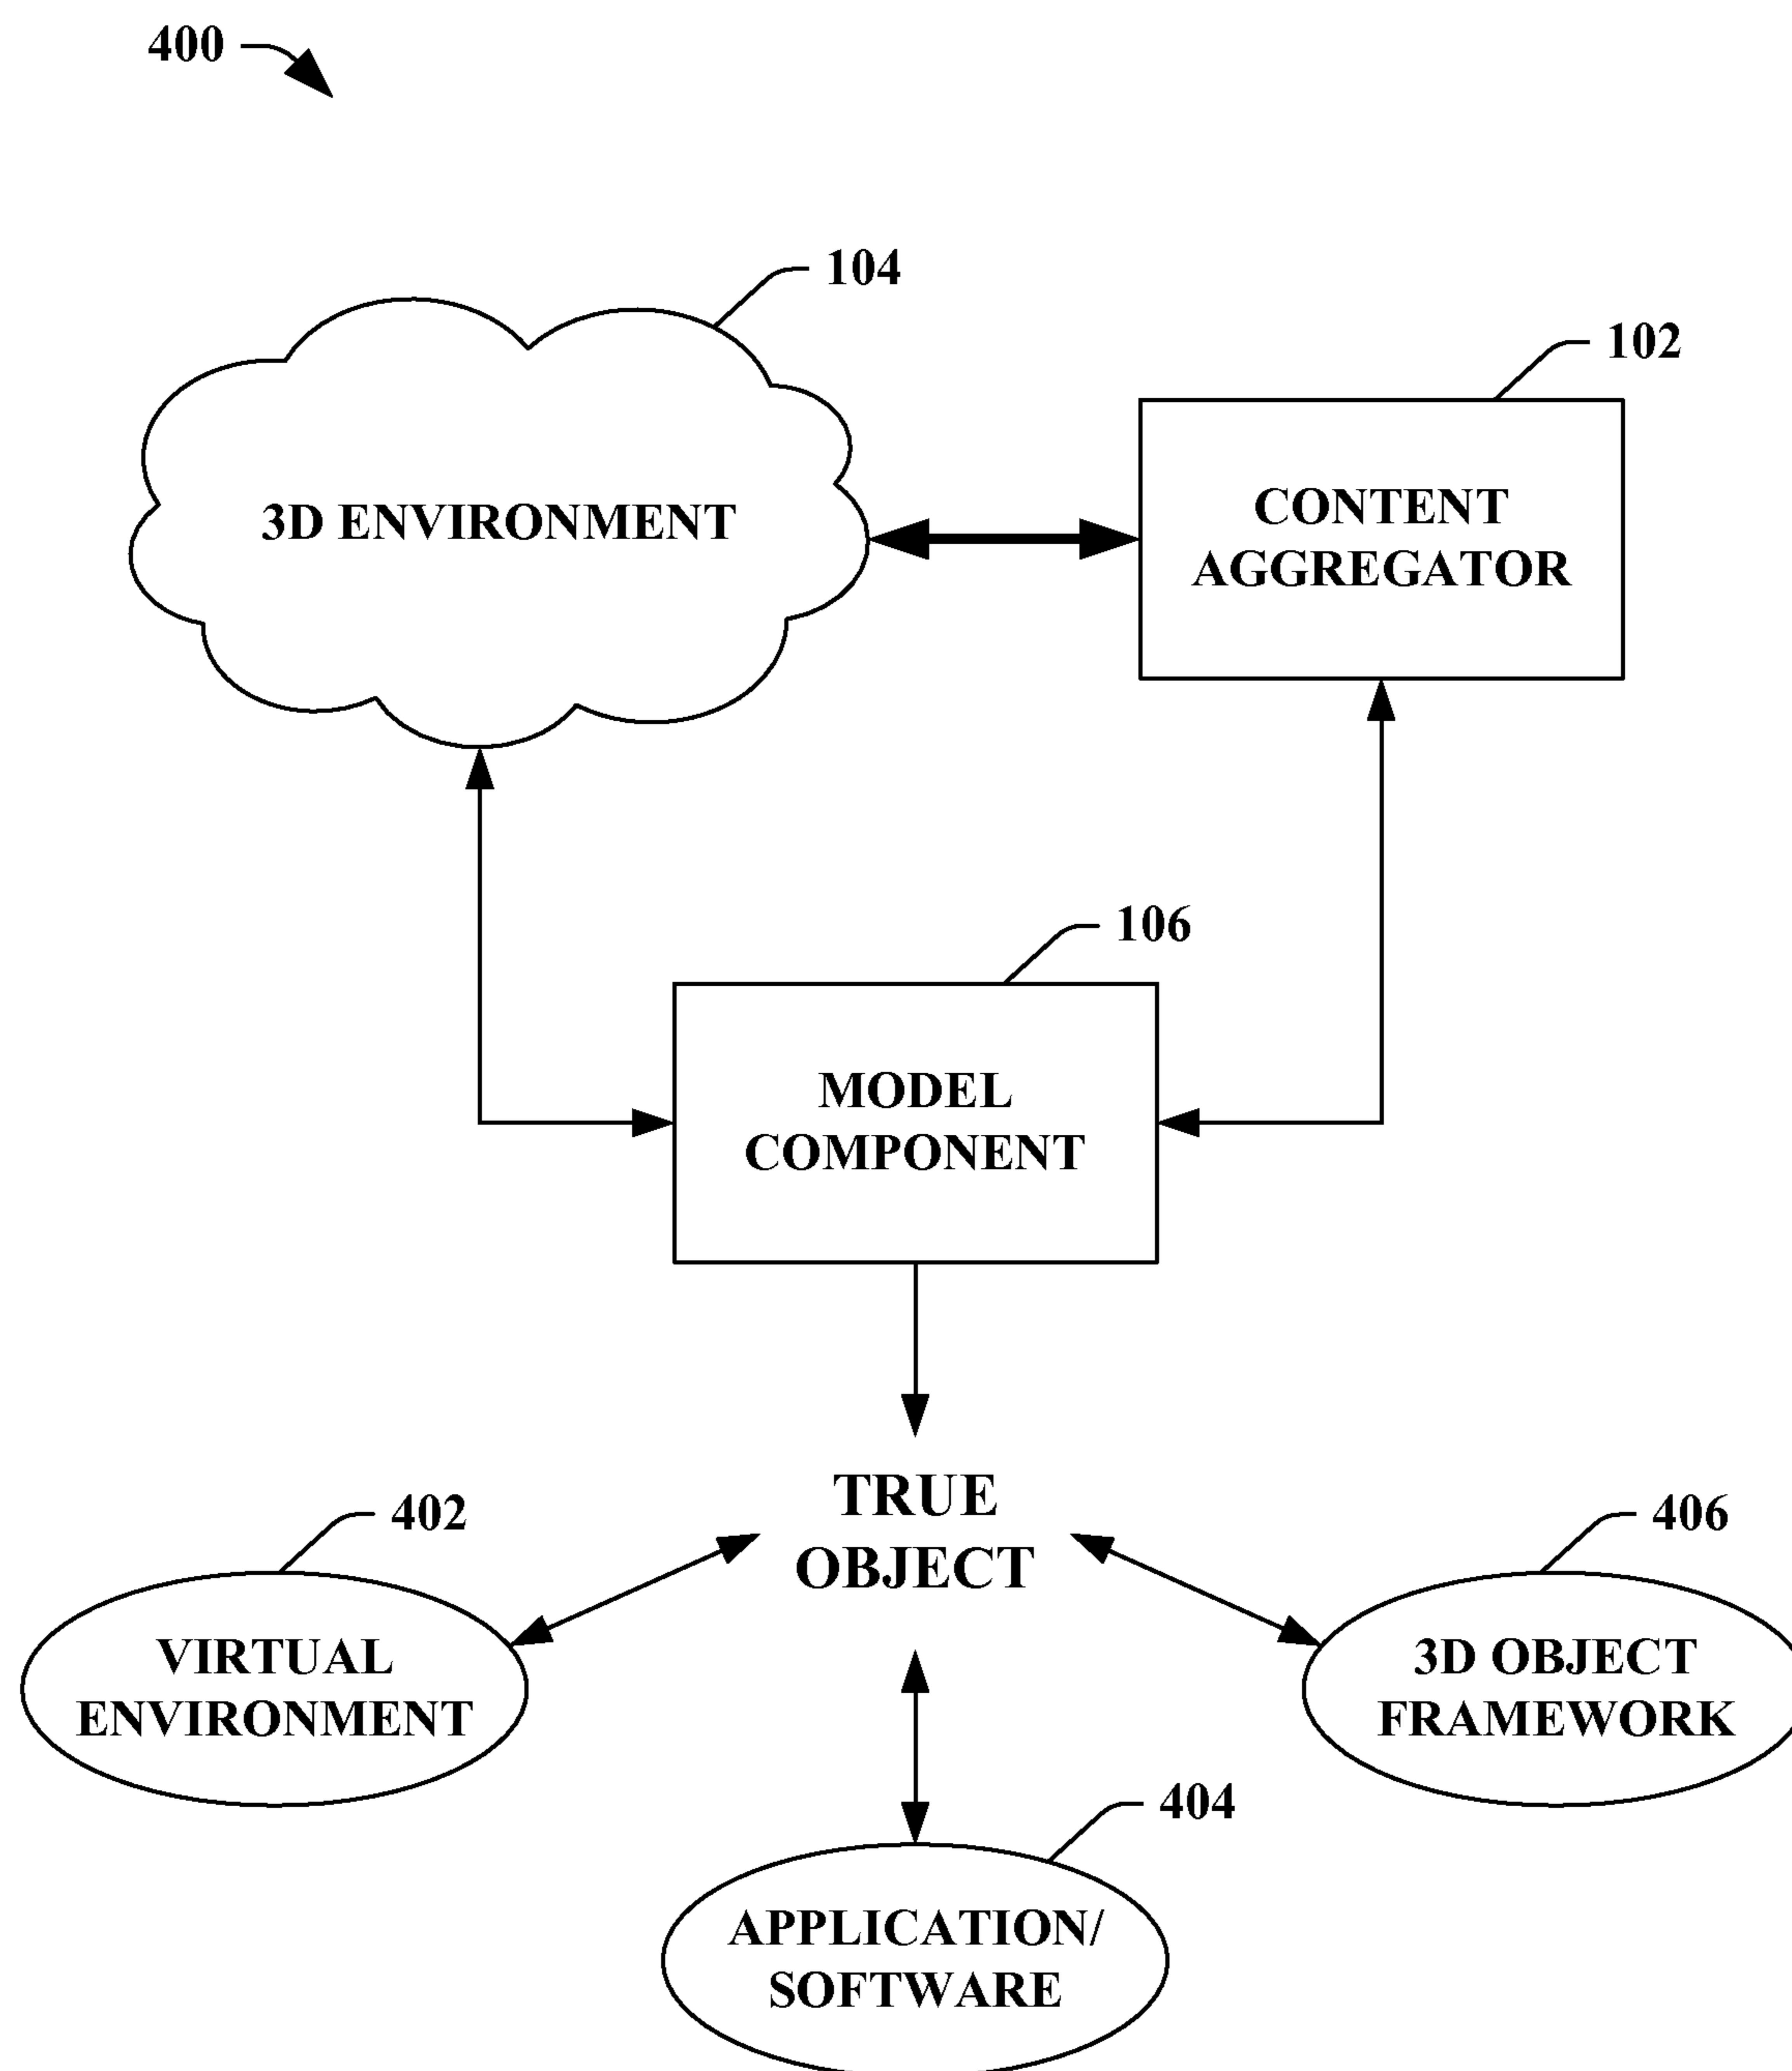 400
104
102
3D ENVIRONMENT
CONTENT
AGGREGATOR
106
MODEL
COMPONENT
TRUE
OBJECT
402
406
VIRTUAL
ENVIRONMENT
3D OBJECT
FRAMEWORK
404
APPLICATION/
SOFTWARE